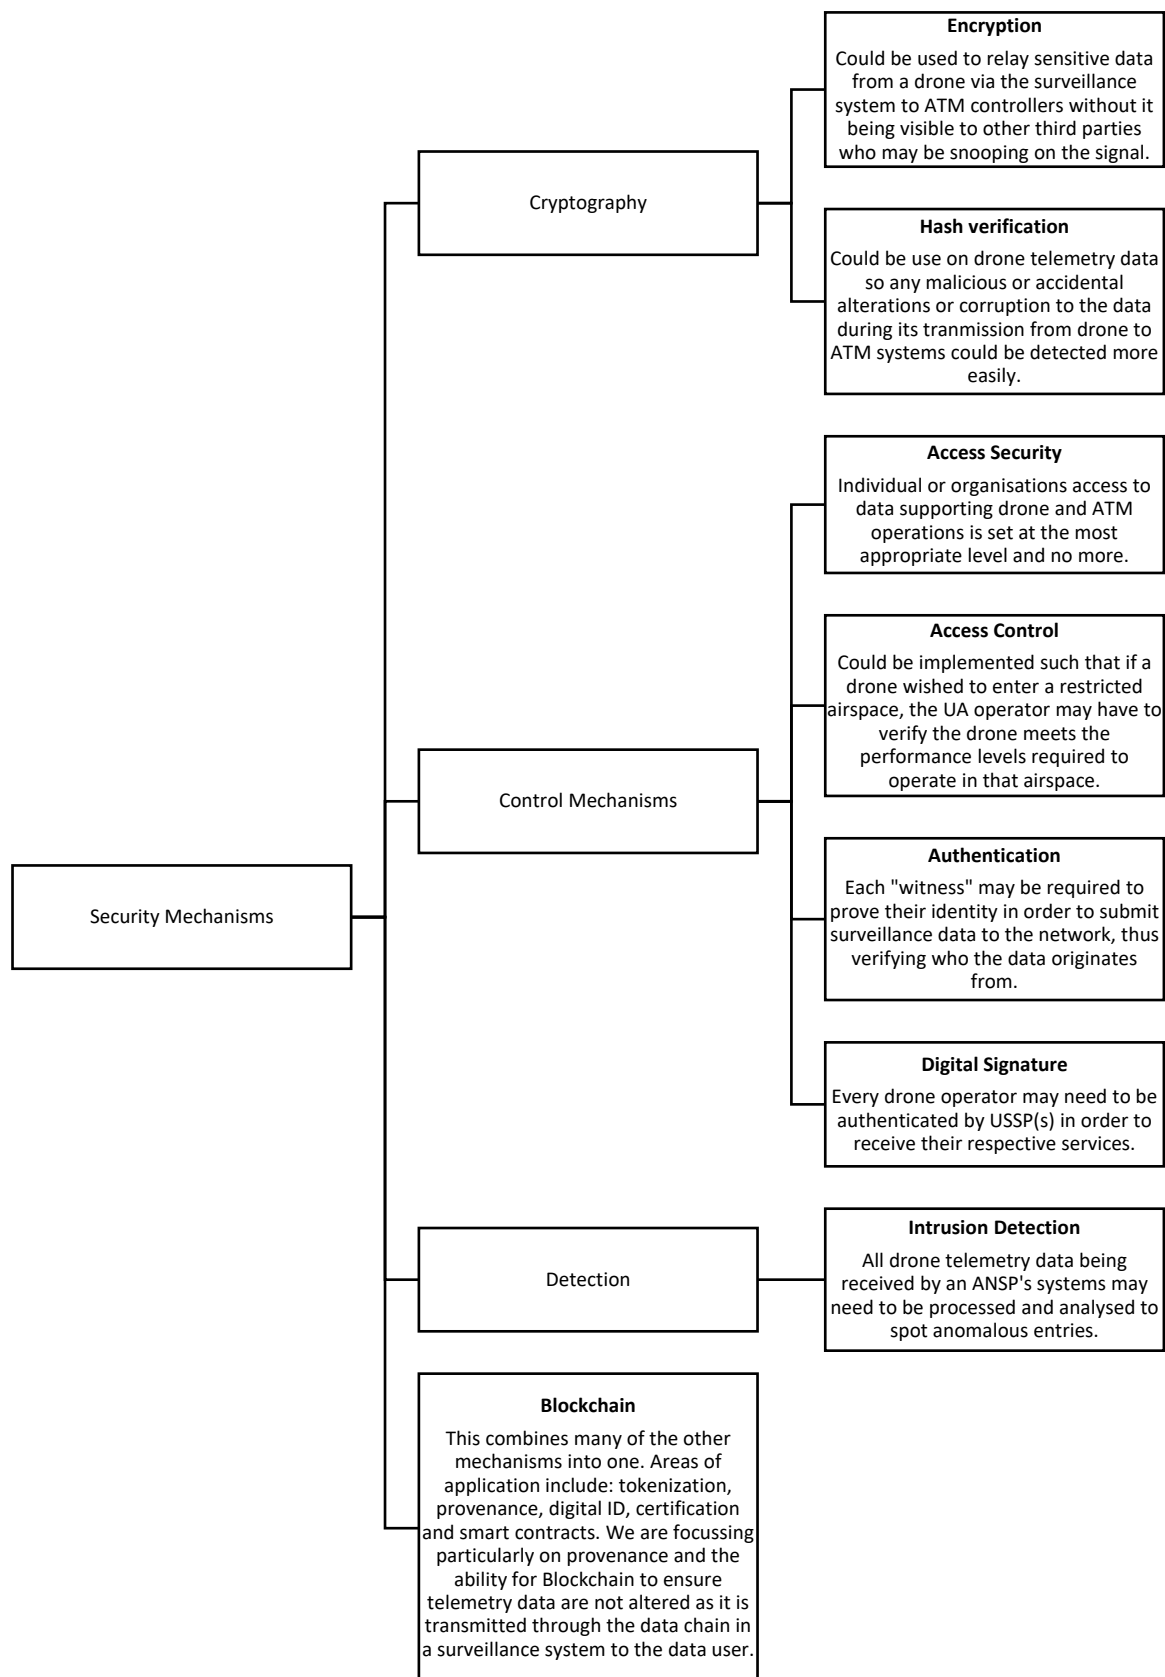 Security Mechanisms
Cryptography
Encryption
Could be used to relay sensitive data
from a drone via the surveillance
system to ATM controllers without it
being visible to other third parties
who may be snooping on the signal.
Hash verification
Could be use on drone telemetry data
so any malicious or accidental
alterations or corruption to the data
during its tranmission from drone to
ATM systems could be detected more
easily.
Control Mechanisms
Access Security
Individual or organisations access to
data supporting drone and ATM
operations is set at the most
appropriate level and no more.
Access Control
Could be implemented such that if a
drone wished to enter a restricted
airspace, the UA operator may have to
verify the drone meets the
performance levels required to
operate in that airspace.
Authentication
Each "witness" may be required to
prove their identity in order to submit
surveillance data to the network, thus
verifying who the data originates
from.
Digital Signature
Every drone operator may need to be
authenticated by USSP(s) in order to
receive their respective services.
Detection
Intrusion Detection
All drone telemetry data being
received by an ANSP's systems may
need to be processed and analysed to
spot anomalous entries.
Blockchain
This combines many of the other
mechanisms into one. Areas of
application include: tokenization,
provenance, digital ID, certification
and smart contracts. We are focussing
particularly on provenance and the
ability for Blockchain to ensure
telemetry data are not altered as it is
transmitted through the data chain in
a surveillance system to the data user.